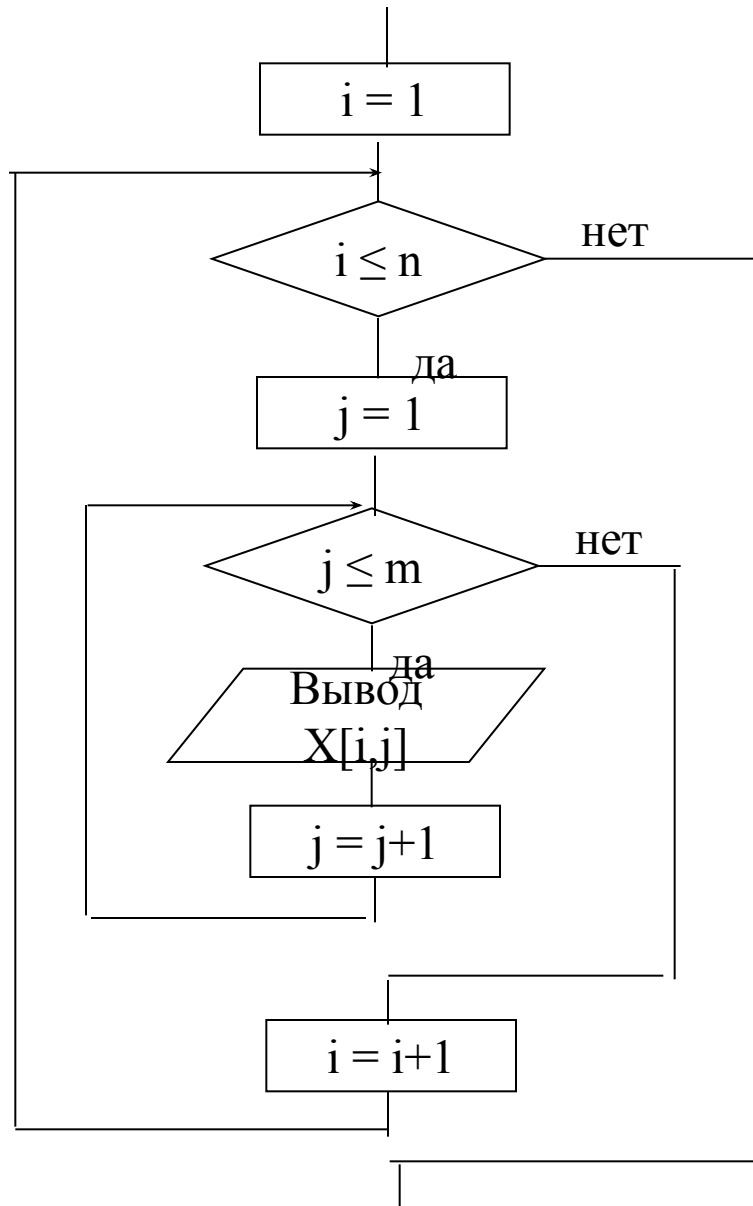 i = 1
нет
i ≤ n
да
j = 1
нет
j ≤ m
да
Вывод
X[i,j]
j = j+1
i = i+1